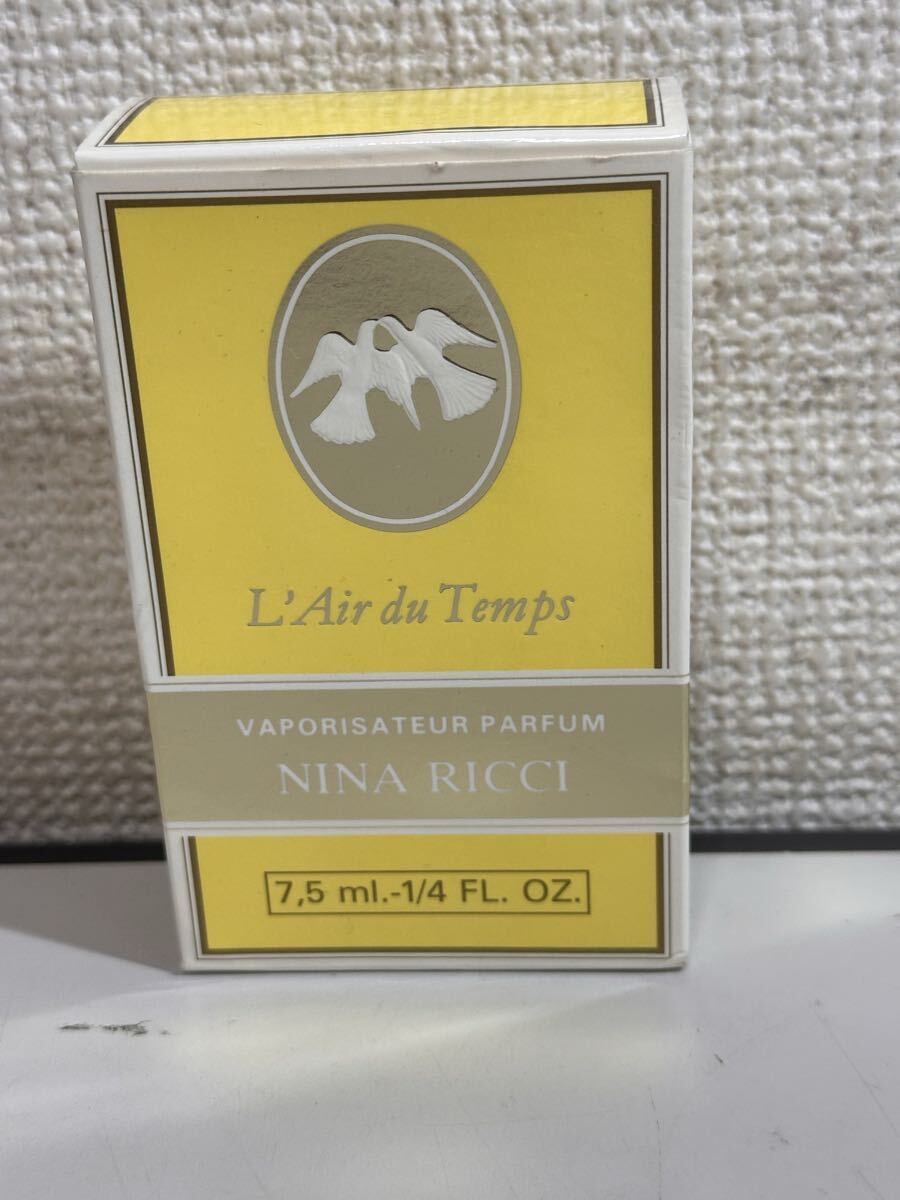 L'Air du Temps
VAPORISATEUR PARFUM
NINA RICCI
7,5 ml.-1/4 FL. OZ.